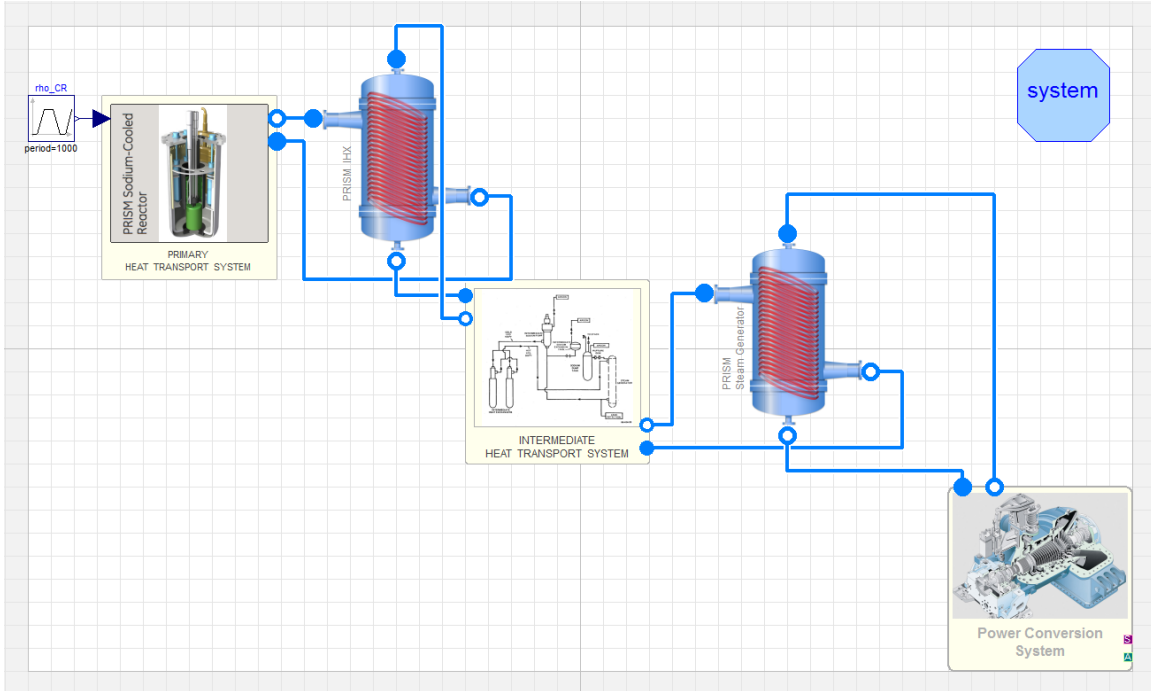 rho_CR
period=1000
PRISM Sodium-Cooled
Reactor
PRIMARY
HEAT TRANSPORT SYSTEM
PRISM IHX
system
INTERMEDIATE
HEAT TRANSPORT SYSTEM
PRISM
Steam Generator
Power Conversion
System
S
A